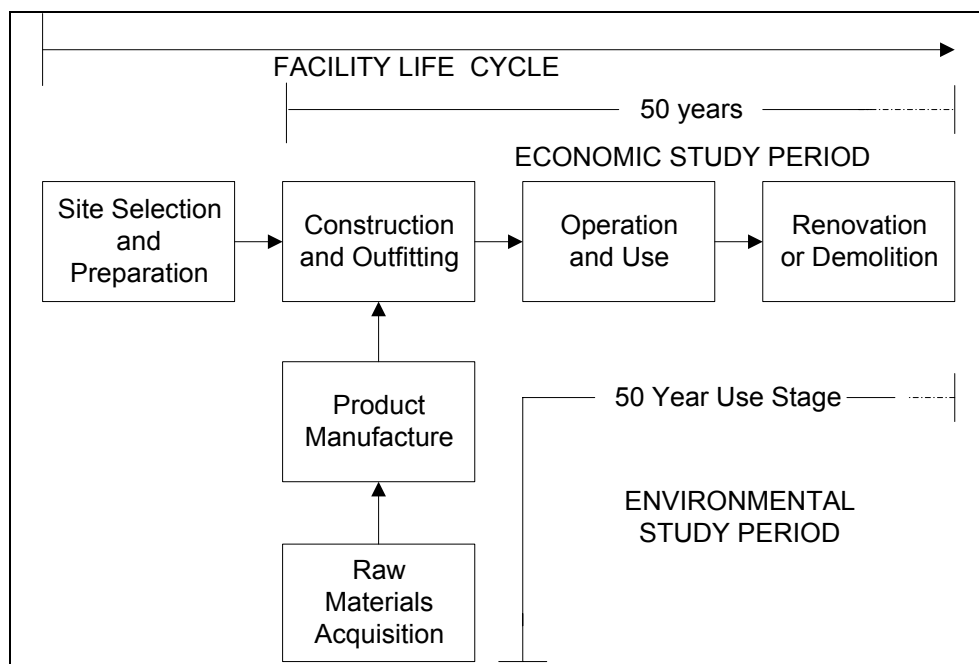 FACILITY LIFE CYCLE
50 years
ECONOMIC STUDY PERIOD
Site Selection
and
Preparation
Construction
and Outfitting
Operation
and Use
Renovation
or Demolition
Product
Manufacture
50 Year Use Stage
ENVIRONMENTAL
STUDY PERIOD
Raw
Materials
Acquisition